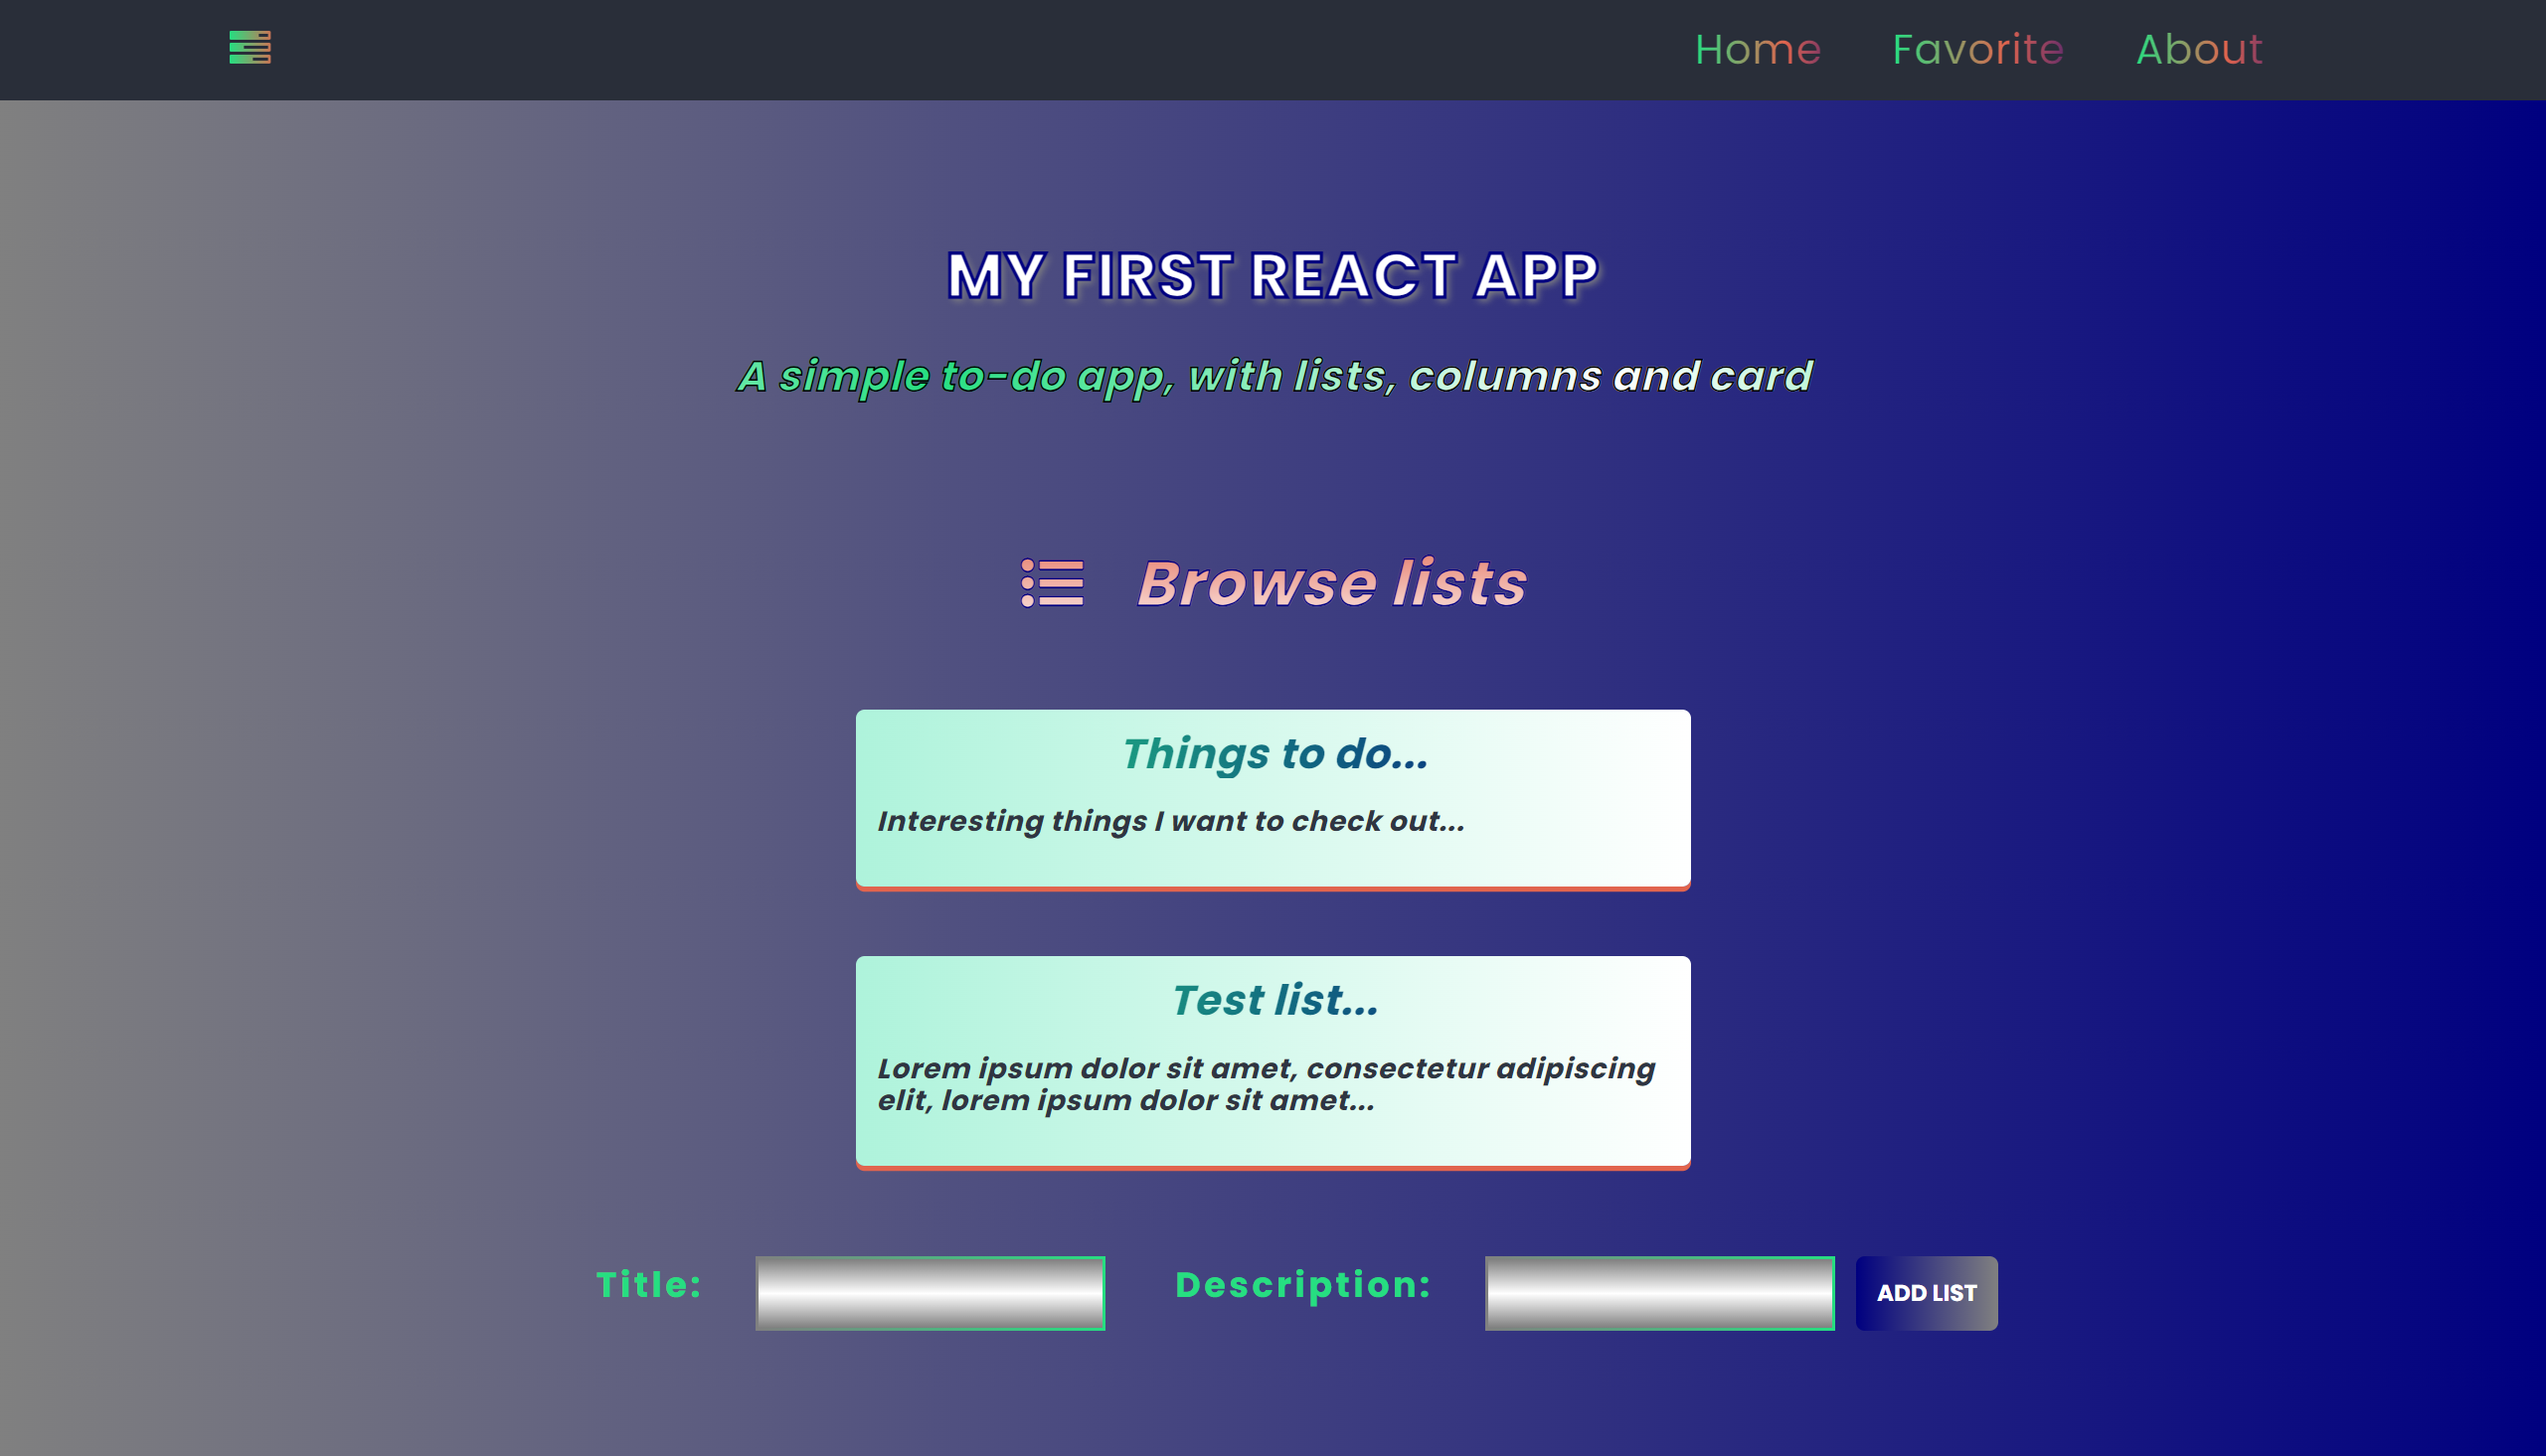 Home Favorite About
MY FIRST REACT APP
A simple to-do app, with lists, columns and card
Browse lists
Things to do...
Interesting things I want to check out...
Test list...
Lorem ipsum dolor sit amet, consectetur adipiscing
elit, lorem ipsum dolor sit amet...
Title: Description: ADD LIST